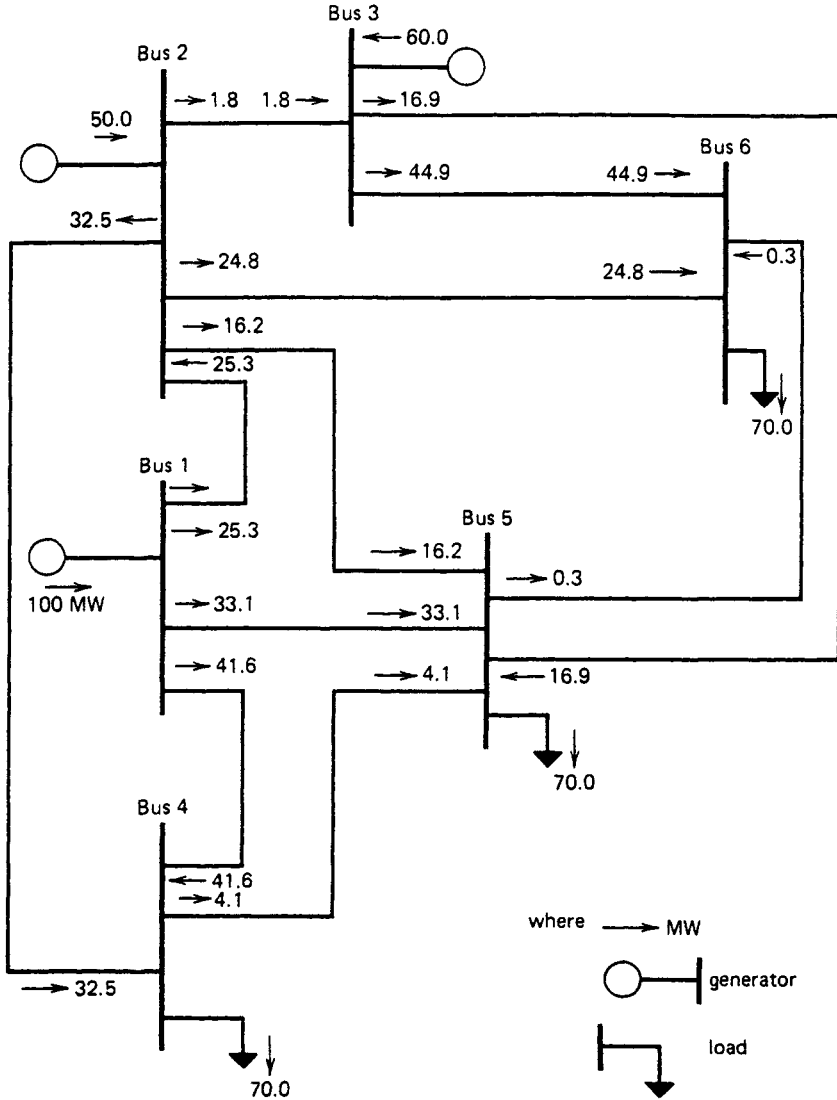 Bus 3
Bus 2
60.0
1.8
1.8
16.9
50.0
Bus 6
44.9
44.9
32.5
0.3
24.8
24.8
16.2
25.3
70.0
Bus 1
Bus 5
25.3
16.2
0.3
100 MW
33.1
33.1
41.6
4.1
16.9
70.0
Bus 4
41.6
4.1
where MW
32.5
generator
load
70.0